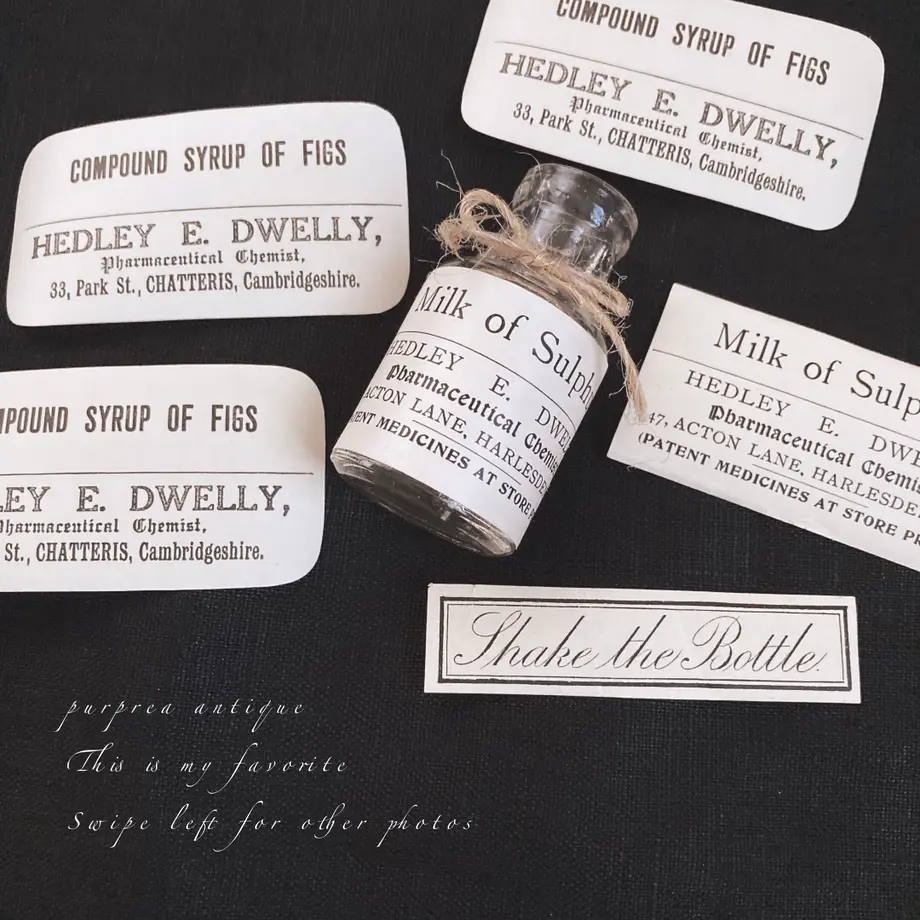 COMPOUND SYRUP OF FIGS
HEDLEY E. DWELLY,
Pharmaceutical Chemist,
33, Park St., CHATTERIS, Cambridgeshire.
COMPOUND SYRUP OF FIGS
HEDLEY E. DWELLY,
Pharmaceutical Chemist,
33, Park St., CHATTERIS, Cambridgeshire.
Milk of Sulph
HEDLEY E. DWE
Pharmaceutical Chemis
ACTON LANE, HARLESDE
ENT MEDICINES AT STORE P
Milk of Sulp
HEDLEY E. DWE
Pharmaceutical Chemis
47, ACTON LANE, HARLESDE
(PATENT MEDICINES AT STORE PR
MPOUND SYRUP OF FIGS
LEY E. DWELLY,
Pharmaceutical Chemist,
St., CHATTERIS, Cambridgeshire.
Shake the Bottle.
purprea antique
This is my favorite
Swipe left for other photos